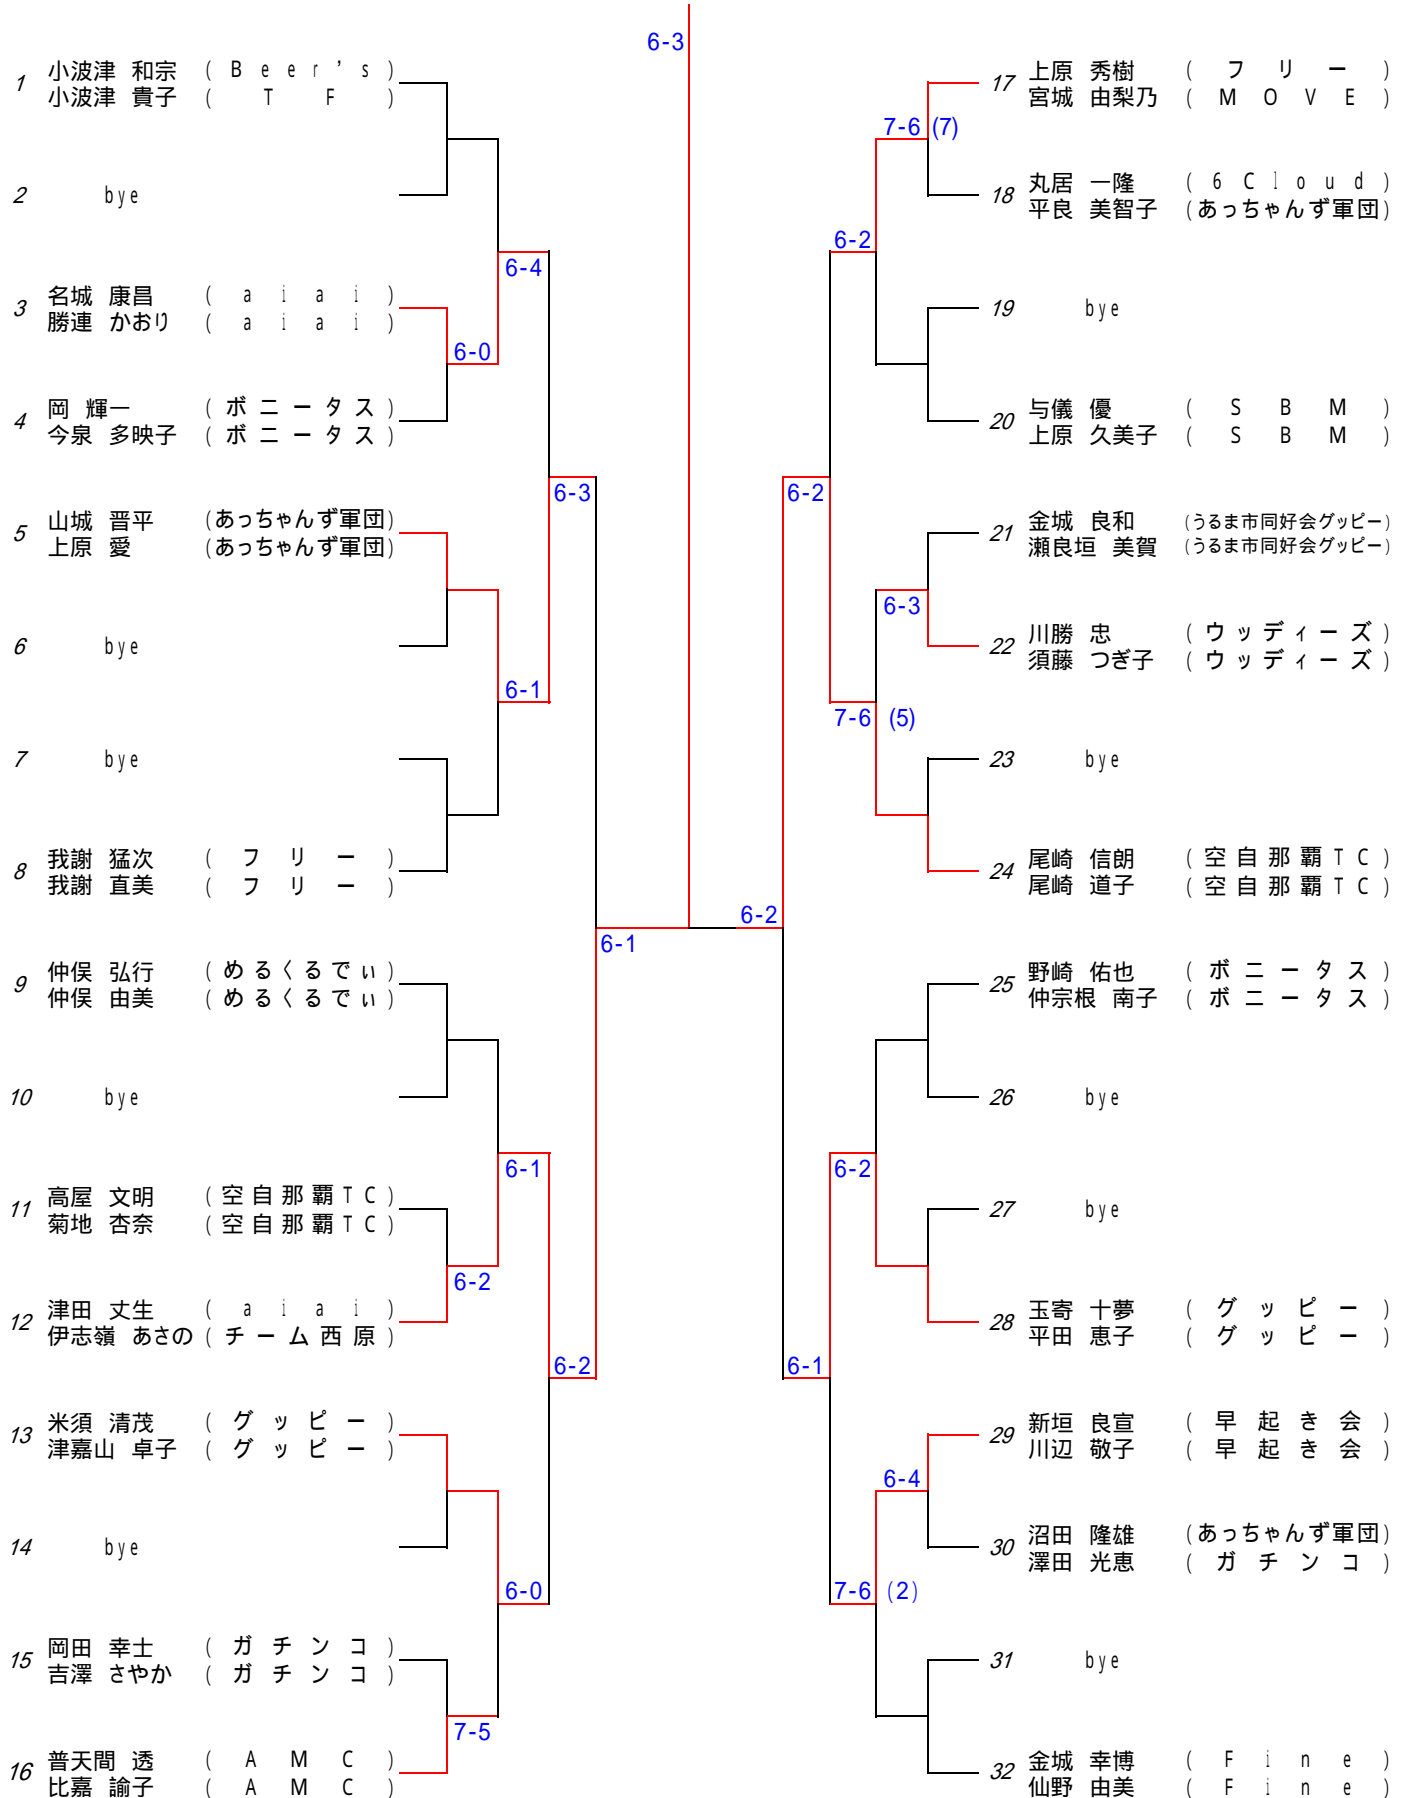 6-3
1 小波津 和宗 (Beer's)
小波津 貴子 (TF)
2 bye
6-4
3 名城 康昌 (aiai)
勝連 かおり (aiai)
6-0
4 岡 輝一 (ボニータス)
今泉 多映子 (ボニータス)
6-3
5 山城 晋平 (あっちゃんず軍団)
上原 愛 (あっちゃんず軍団)
6 bye
6-1
7 bye
8 我謝 猛次 (フリー)
我謝 直美 (フリー)
6-1
9 仲俣 弘行 (めるくるでぃ)
仲俣 由美 (めるくるでぃ)
10 bye
6-1
11 高屋 文明 (空自那覇TC)
菊地 杏奈 (空自那覇TC)
6-2
12 津田 丈生 (aiai)
伊志嶺 あさの (チーム西原)
6-2
13 米須 清茂 (グッピー)
津嘉山 卓子 (グッピー)
14 bye
6-0
15 岡田 幸士 (ガチンコ)
吉澤 さやか (ガチンコ)
7-5
16 普天間 透 (AMC)
比嘉 諭子 (AMC)
17 上原 秀樹 (フリー)
宮城 由梨乃 (MOVE)
7-6 (7)
18 丸居 一隆 (6Cloud)
平良 美智子 (あっちゃんず軍団)
6-2
19 bye
20 与儀 優 (SBM)
上原 久美子 (SBM)
6-2
21 金城 良和 (うるま市同好会グッピー)
瀬良垣 美賀 (うるま市同好会グッピー)
6-3
22 川勝 忠 (ウッディーズ)
須藤 つぎ子 (ウッディーズ)
7-6 (5)
23 bye
24 尾崎 信朗 (空自那覇TC)
尾崎 道子 (空自那覇TC)
6-2
25 野崎 佑也 (ボニータス)
仲宗根 南子 (ボニータス)
26 bye
6-2
27 bye
28 玉寄 十夢 (グッピー)
平田 恵子 (グッピー)
6-1
29 新垣 良宣 (早起き会)
川辺 敬子 (早起き会)
6-4
30 沼田 隆雄 (あっちゃんず軍団)
澤田 光恵 (ガチンコ)
7-6 (2)
31 bye
32 金城 幸博 (Fine)
仙野 由美 (Fine)